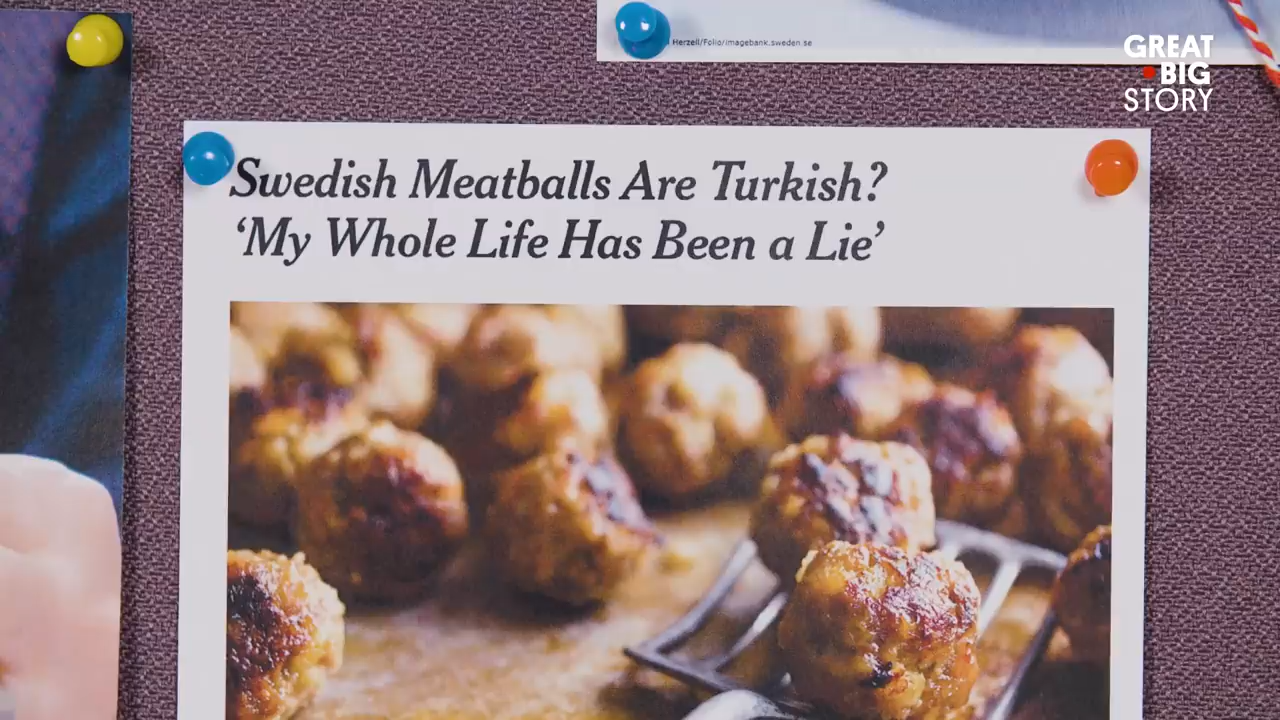 Herzell/Folio/imagebank.sweden.se
GREAT
BIG
STORY
Swedish Meatballs Are Turkish?
‘My Whole Life Has Been a Lie’